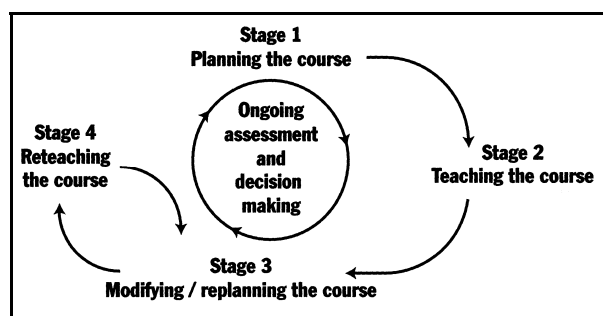 Stage 1
Planning the course
Ongoing
assessment
and
decision
making
Stage 4
Reteaching
the course
Stage 2
Teaching the course
Stage 3
Modifying / replanning the course